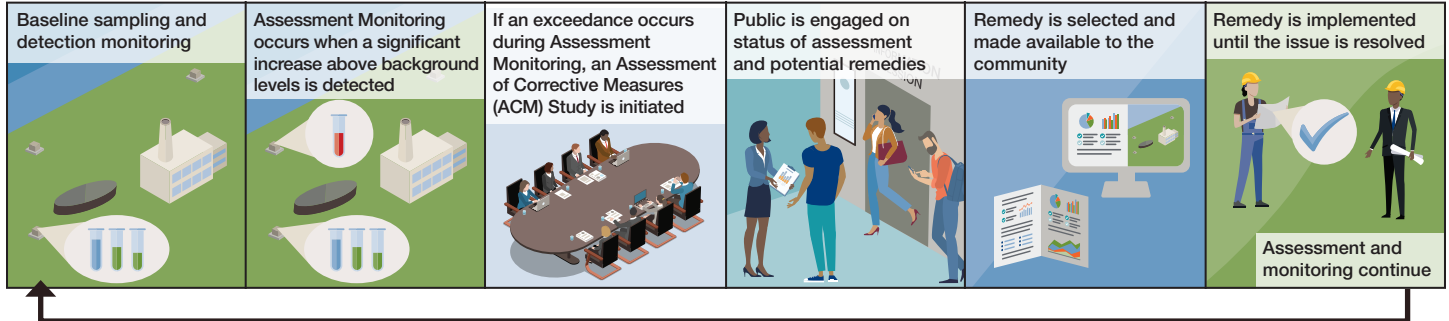 Baseline sampling and
detection monitoring
Assessment Monitoring
occurs when a significant
increase above background
levels is detected
If an exceedance occurs
during Assessment
Monitoring, an Assessment
of Corrective Measures
(ACM) Study is initiated
Public is engaged on
status of assessment
and potential remedies
Remedy is selected and
made available to the
community
Remedy is implemented
until the issue is resolved
Assessment and
monitoring continue